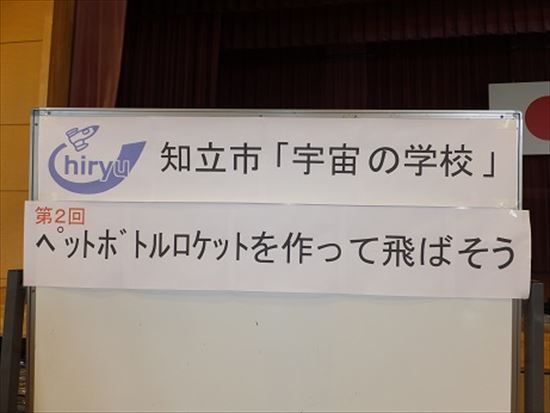 chiryu
知立市「宇宙の学校」
第2回
ﾍﾟｯﾄﾎﾞﾄﾙﾛｹｯﾄを作って飛ばそう